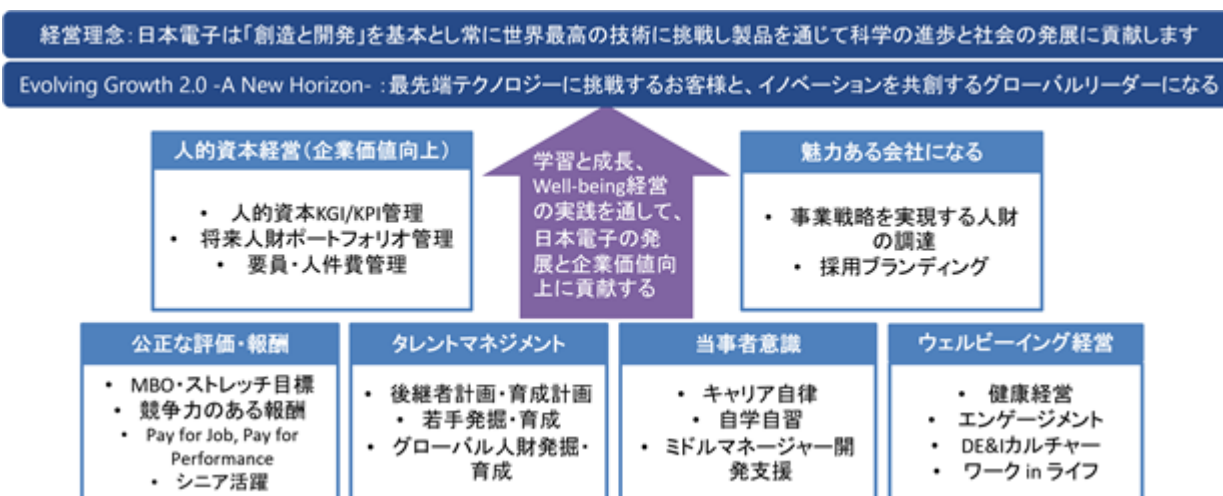 経営理念：日本電子は「創造と開発」を基本とし常に世界最高の技術に挑戦し製品を通じて科学の進歩と社会の発展に貢献します
Evolving Growth 2.0 -A New Horizon-：最先端テクノロジーに挑戦するお客様と、イノベーションを共創するグローバルリーダーになる
人的資本経営（企業価値向上）
• 人的資本KGI/KPI管理
• 将来人財ポートフォリオ管理
• 要員・人件費管理
学習と成長、
Well-being経営
の実践を通して、
日本電子の発
展と企業価値向
上に貢献する
魅力ある会社になる
• 事業戦略を実現する人財
の調達
• 採用ブランディング
公正な評価・報酬
• MBO・ストレッチ目標
• 競争力のある報酬
• Pay for Job, Pay for
Performance
• シニア活躍
タレントマネジメント
• 後継者計画・育成計画
• 若手発掘・育成
• グローバル人財発掘・
育成
当事者意識
• キャリア自律
• 自学自習
• ミドルマネージャー開
発支援
ウェルビーイング経営
• 健康経営
• エンゲージメント
• DE&Iカルチャー
• ワーク in ライフ